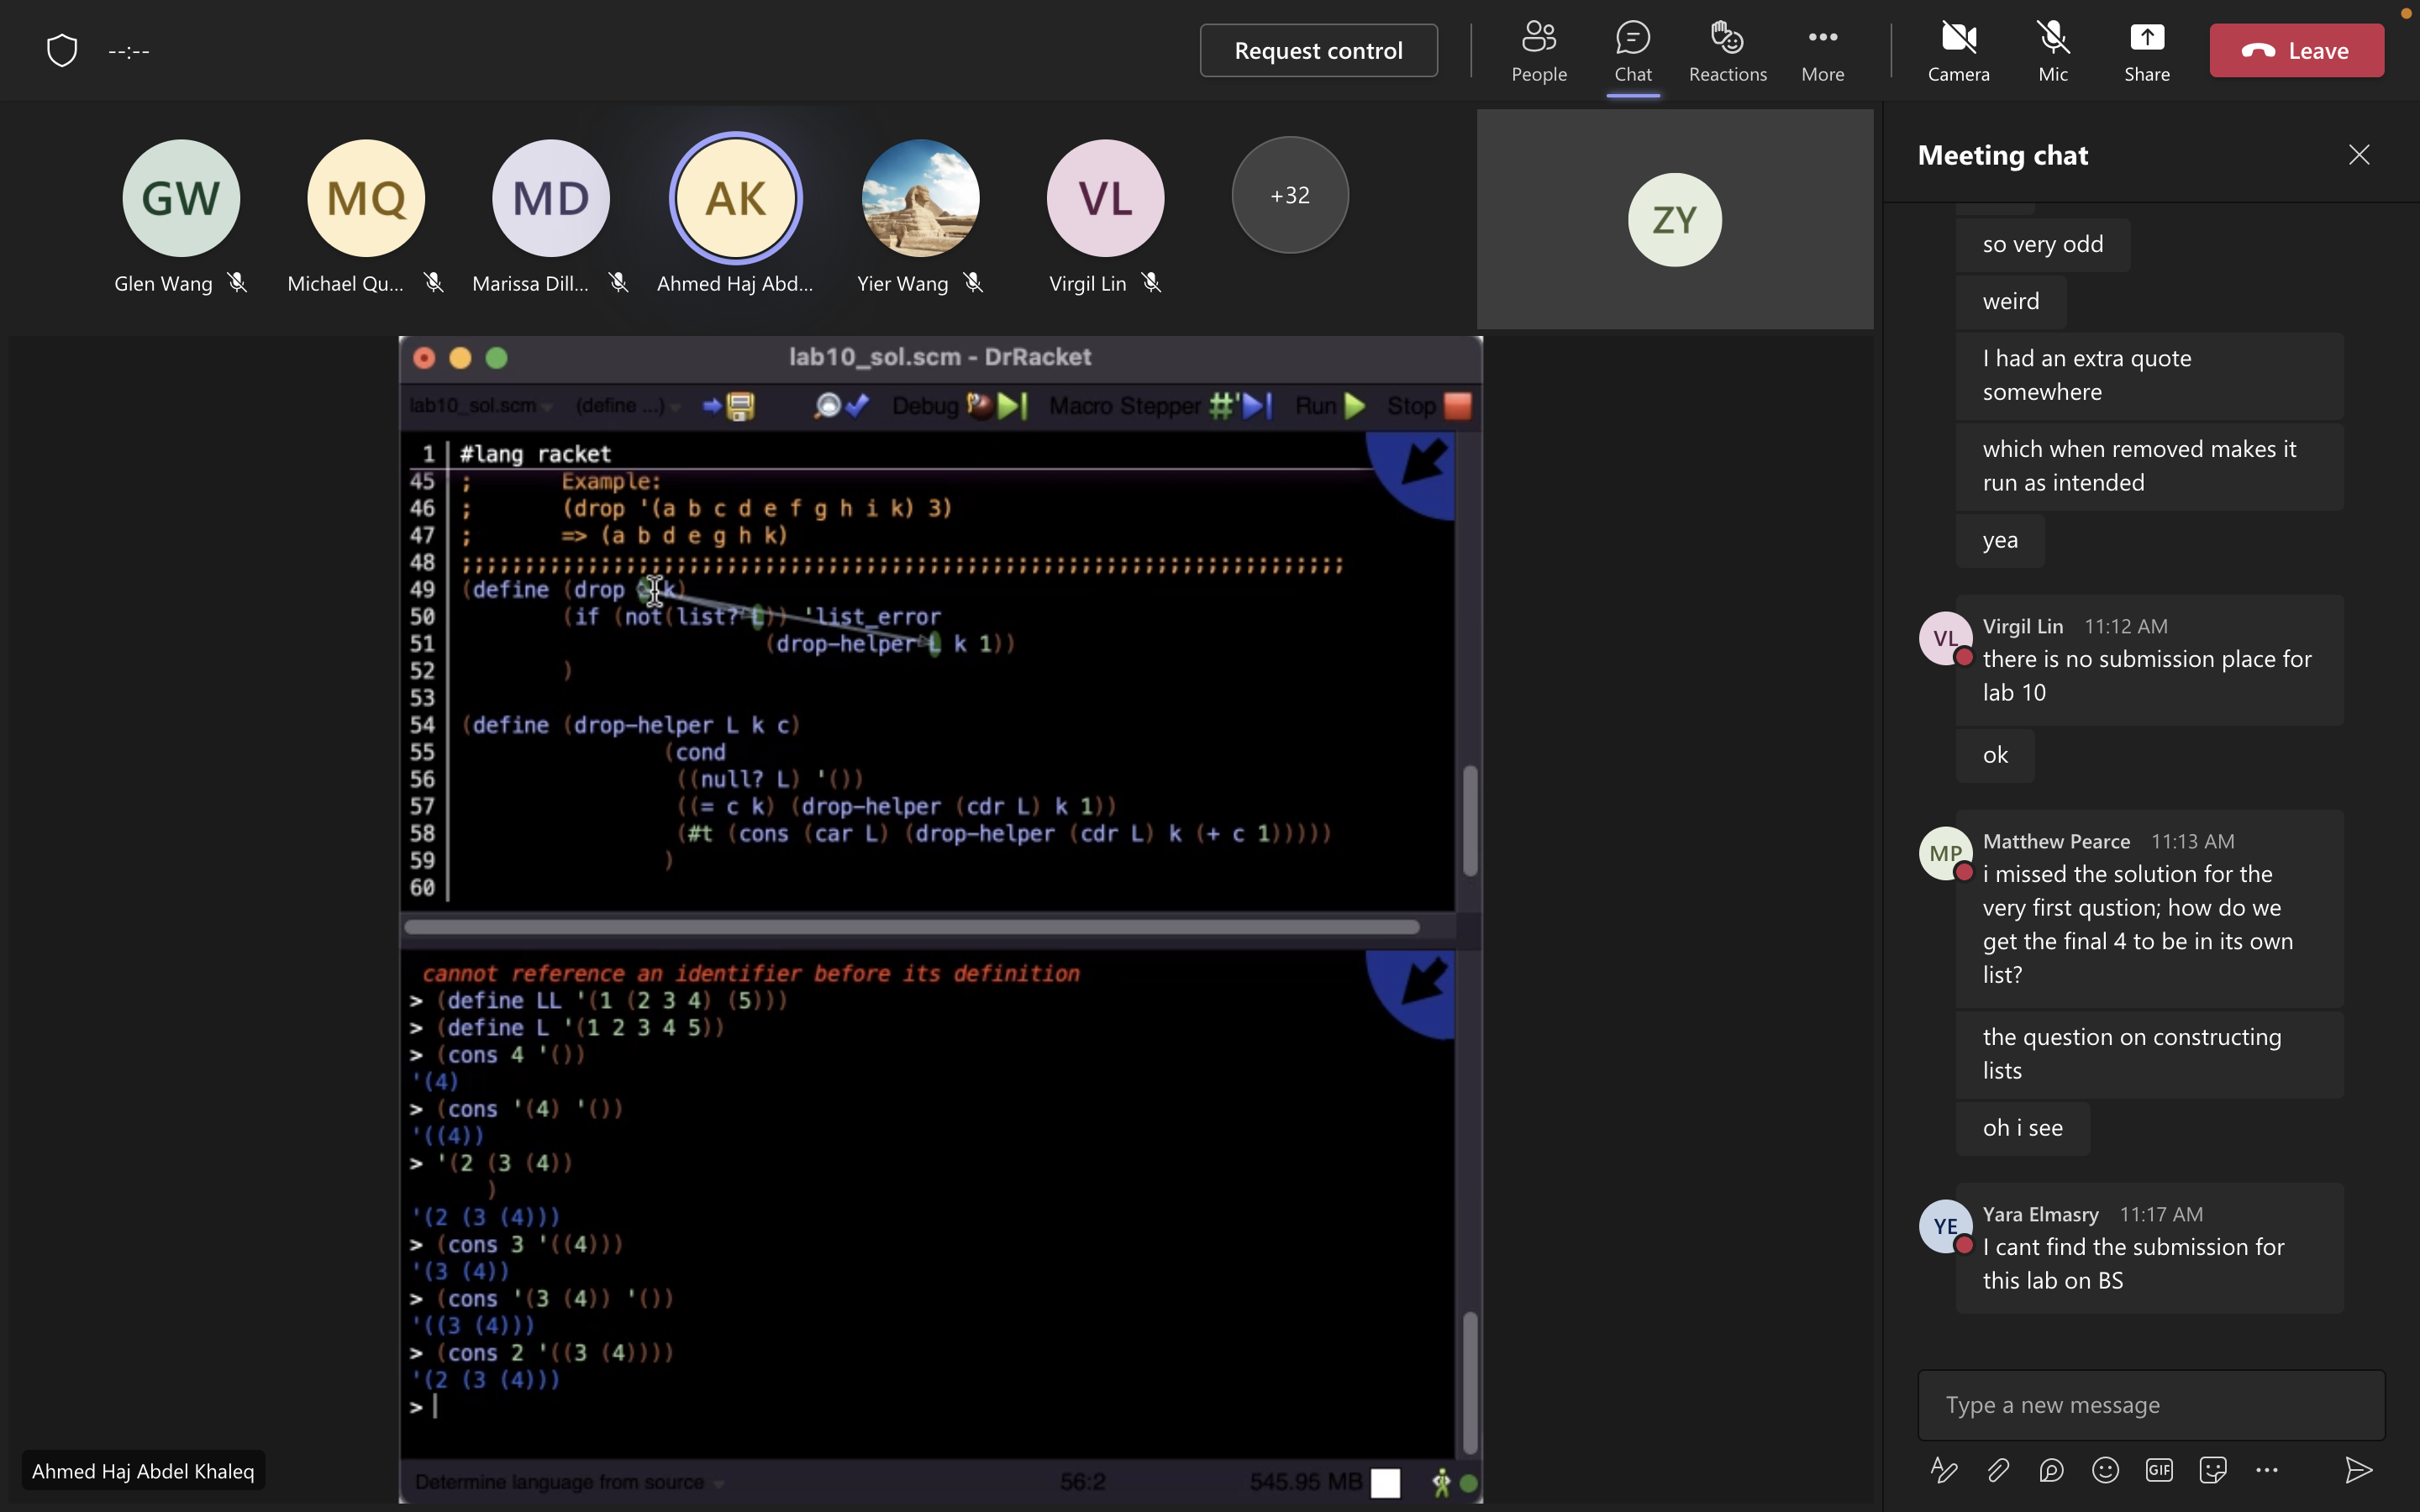 --:--
Request control
People
Chat
Reactions
More
Camera
Mic
Share
Leave
GW
MQ
MD
AK
VL
+32
ZY
Glen Wang
Michael Qu...
Marissa Dill...
Ahmed Haj Abd...
Yier Wang
Virgil Lin
lab10_sol.scm - DrRacket
lab10_sol.scm
(define ...)
Debug
Macro Stepper
#'
Run
Stop
1 #lang racket
45 ; Example:
46 ; (drop '(a b c d e f g h i k) 3)
47 ; => (a b d e g h k)
48 ;;;;;;;;;;;;;;;;;;;;;;;;;;;;;;;;;;;;;;;;;;;;;;;;;;;;;;;;;;;;;;;;;;;;;;
49 (define (drop k)
50 (if (not(list? L)) 'list_error
51 (drop-helper L k 1))
52 )
53
54 (define (drop-helper L k c)
55 (cond
56 ((null? L) '())
57 ((= c k) (drop-helper (cdr L) k 1))
58 (#t (cons (car L) (drop-helper (cdr L) k (+ c 1)))))
59 )
60
cannot reference an identifier before its definition
> (define LL '(1 (2 3 4) (5)))
> (define L '(1 2 3 4 5))
> (cons 4 '())
'(4)
> (cons '(4) '())
'((4))
> '(2 (3 (4))
)
'(2 (3 (4)))
> (cons 3 '((4)))
'(3 (4))
> (cons '(3 (4)) '())
'((3 (4)))
> (cons 2 '((3 (4))))
'(2 (3 (4)))
>
Determine language from source
56:2
545.95 MB
Ahmed Haj Abdel Khaleq
Meeting chat
so very odd
weird
I had an extra quote
somewhere
which when removed makes it
run as intended
yea
VL
Virgil Lin 11:12 AM
there is no submission place for
lab 10
ok
MP
Matthew Pearce 11:13 AM
i missed the solution for the
very first qustion; how do we
get the final 4 to be in its own
list?
the question on constructing
lists
oh i see
YE
Yara Elmasry 11:17 AM
I cant find the submission for
this lab on BS
Type a new message
GIF